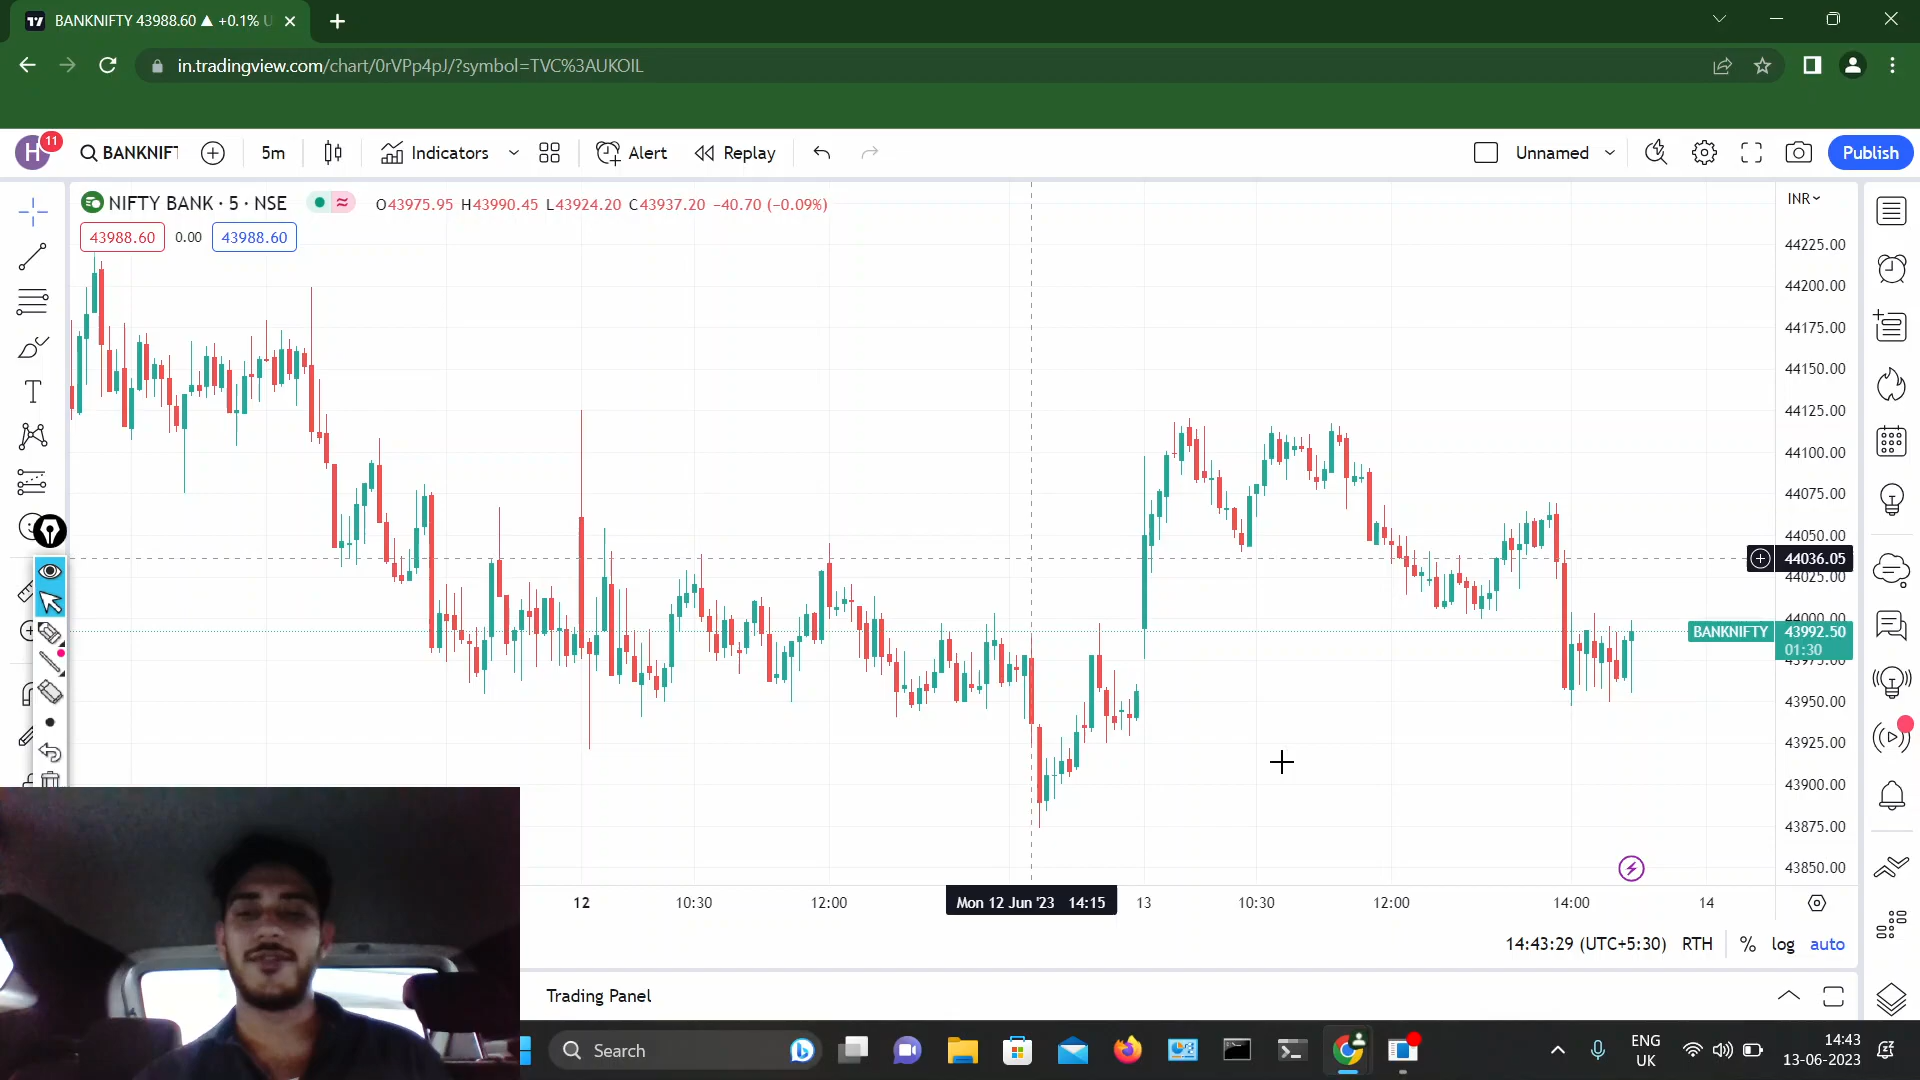 BANKNIFTY 43988.60 ▲ +0.1% U
in.tradingview.com/chart/0rVPp4pJ/?symbol=TVC%3AUKOIL
H
11
BANKNIFT
5m
Indicators
Alert
Replay
Unnamed
Publish
NIFTY BANK · 5 · NSE
O43975.95 H43990.45 L43924.20 C43937.20 −40.70 (−0.09%)
INR
43988.60
0.00
43988.60
44225.00
44200.00
44175.00
44150.00
44125.00
44100.00
44075.00
44050.00
44036.05
44025.00
44000.00
BANKNIFTY
43992.50
01:30
43975.00
43950.00
43925.00
43900.00
43875.00
43850.00
12
10:30
12:00
Mon 12 Jun '23 14:15
13
10:30
12:00
14:00
14
14:43:29 (UTC+5:30)
RTH
%
log
auto
Trading Panel
Search
ENG
UK
14:43
13-06-2023